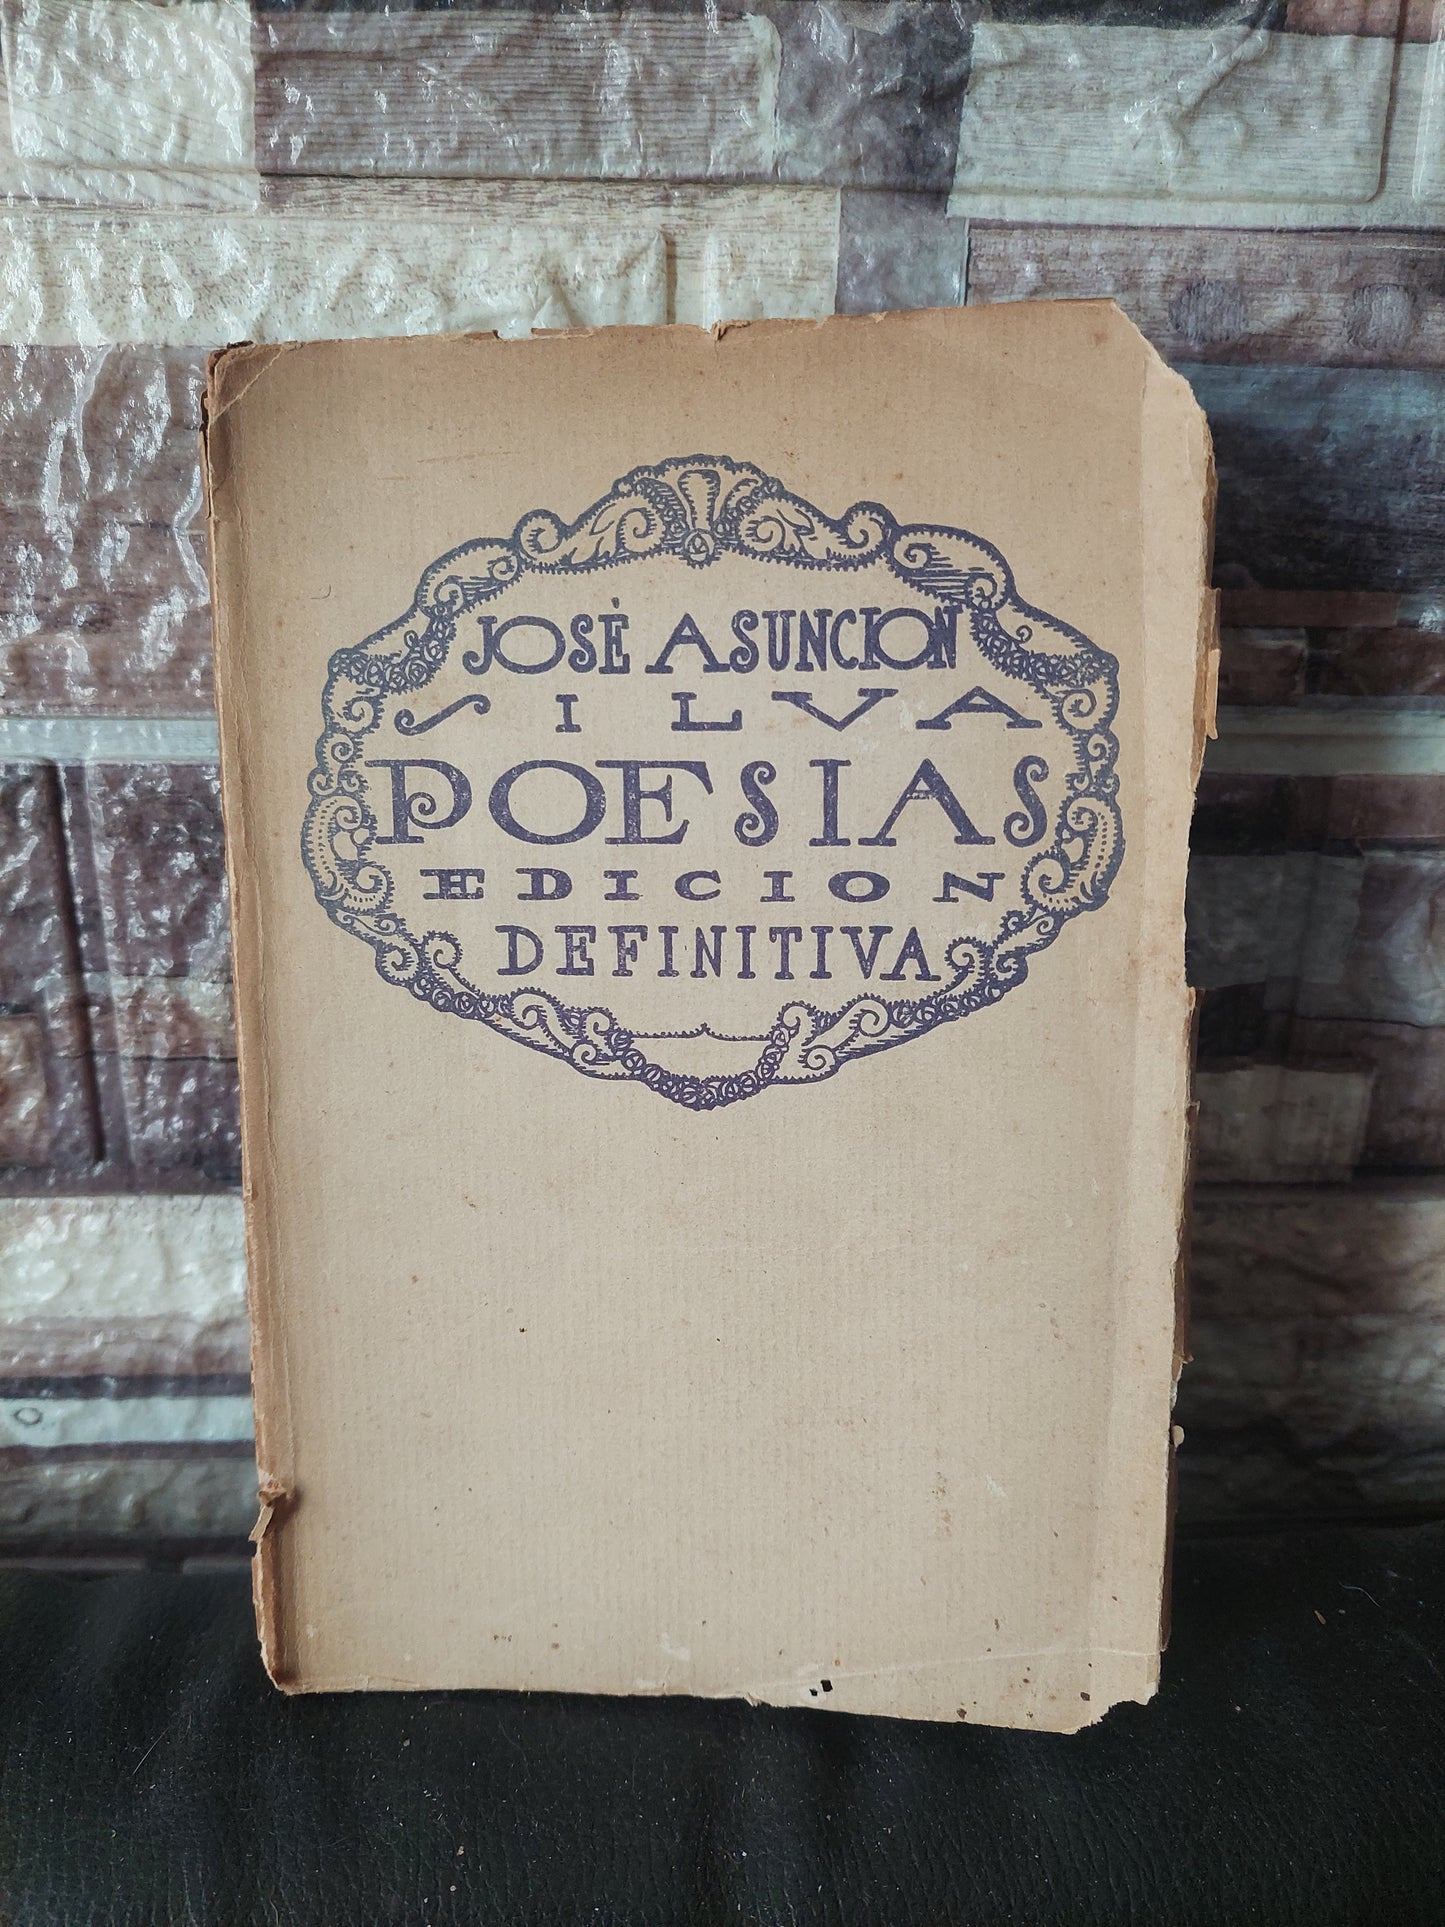 JOSÉ ASUNCION
SILVA
POESIAS
EDICION
DEFINITIVA